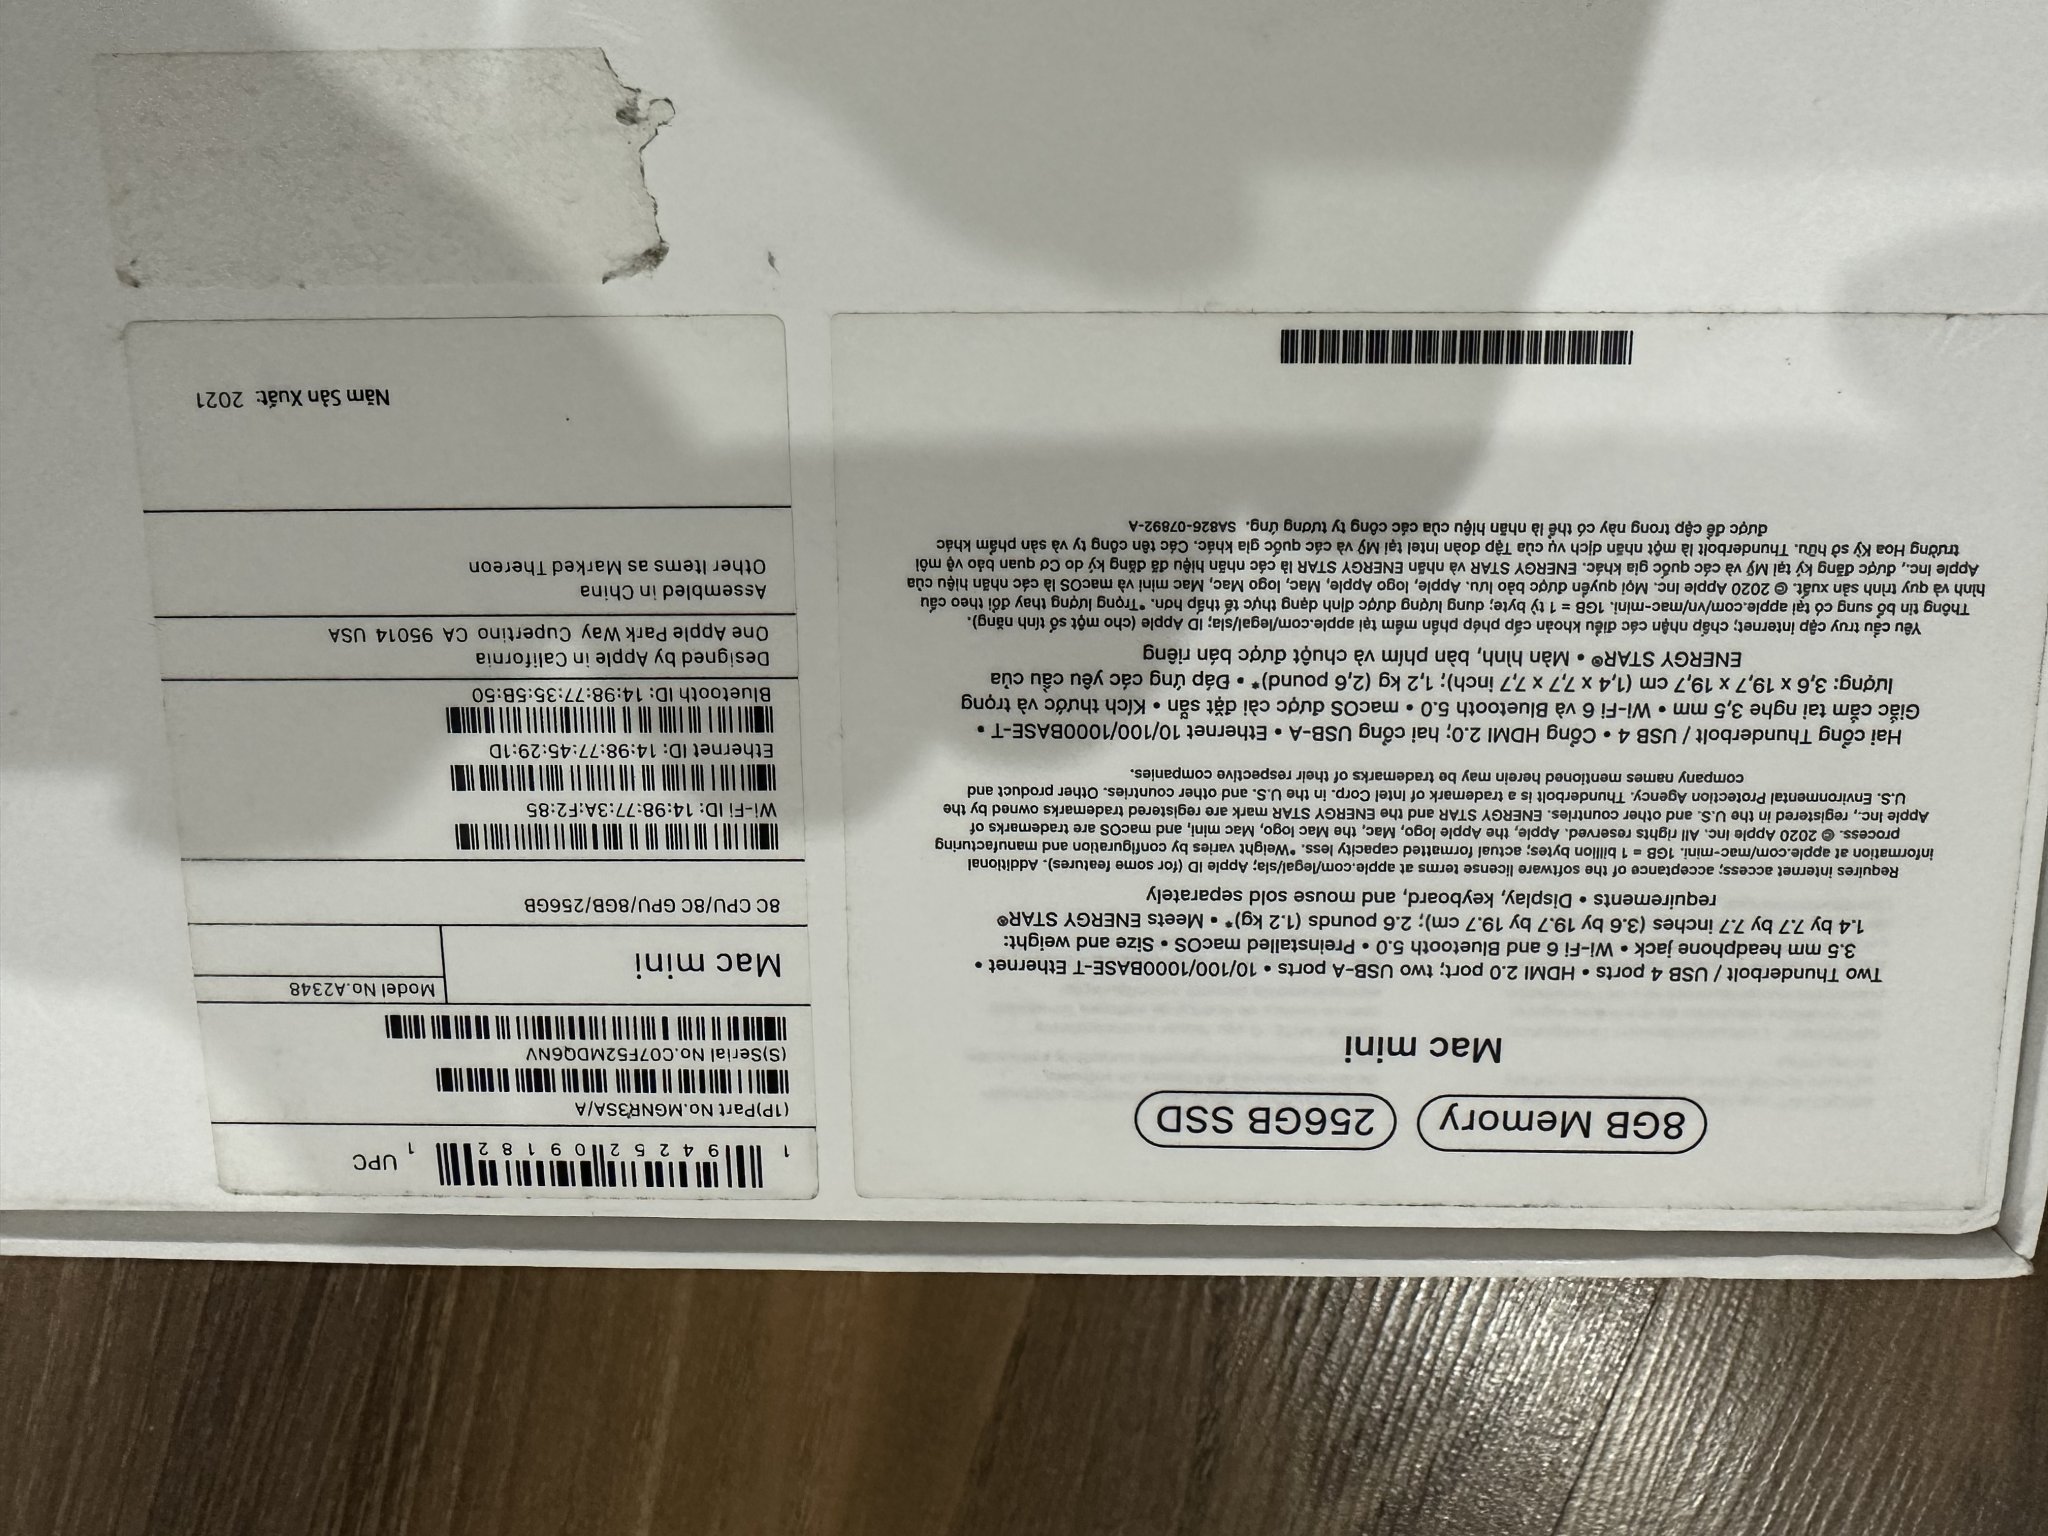 8GB Memory
256GB SSD
Mac mini
Two Thunderbolt / USB 4 ports • HDMI 2.0 port; two USB-A ports • 10/100/1000BASE-T Ethernet •
3.5 mm headphone jack • Wi-Fi 6 and Bluetooth 5.0 • Preinstalled macOS • Size and weight:
1.4 by 7.7 by 7.7 inches (3.6 by 19.7 by 19.7 cm); 2.6 pounds (1.2 kg)* • Meets ENERGY STAR®
requirements • Display, keyboard, and mouse sold separately
Requires internet access; acceptance of the software license terms at apple.com/legal/sla; Apple ID (for some features). Additional
information at apple.com/mac-mini. 1GB = 1 billion bytes; actual formatted capacity less. *Weight varies by configuration and manufacturing
process. © 2020 Apple Inc. All rights reserved. Apple, the Apple logo, Mac, the Mac logo, Mac mini, and macOS are trademarks of
Apple Inc., registered in the U.S. and other countries. ENERGY STAR and the ENERGY STAR mark are registered trademarks owned by the
U.S. Environmental Protection Agency. Thunderbolt is a trademark of Intel Corp. in the U.S. and other countries. Other product and
company names mentioned herein may be trademarks of their respective companies.
Hai cổng Thunderbolt / USB 4 • Cổng HDMI 2.0; hai cổng USB-A • Ethernet 10/100/1000BASE-T •
Giắc cắm tai nghe 3,5 mm • Wi-Fi 6 và Bluetooth 5.0 • macOS được cài đặt sẵn • Kích thước và trọng
lượng: 3,6 x 19,7 x 19,7 cm (1,4 x 7,7 x 7,7 inch); 1,2 kg (2,6 pound)* • Đáp ứng các yêu cầu của
ENERGY STAR® • Màn hình, bàn phím và chuột được bán riêng
Yêu cầu truy cập internet; chấp nhận các điều khoản cấp phép phần mềm tại apple.com/legal/sla; ID Apple (cho một số tính năng).
Thông tin bổ sung có tại apple.com/vn/mac-mini. 1GB = 1 tỷ byte; dung lượng được định dạng thực tế thấp hơn. *Trọng lượng thay đổi theo cấu
hình và quy trình sản xuất. © 2020 Apple Inc. Mọi quyền được bảo lưu. Apple, logo Apple, Mac, logo Mac, Mac mini và macOS là các nhãn hiệu của
Apple Inc., được đăng ký tại Mỹ và các quốc gia khác. ENERGY STAR và nhãn ENERGY STAR là các nhãn hiệu đã đăng ký do Cơ quan bảo vệ môi
trường Hoa Kỳ sở hữu. Thunderbolt là một nhãn dịch vụ của Tập đoàn Intel tại Mỹ và các quốc gia khác. Các tên công ty và sản phẩm khác
được đề cập trong này có thể là nhãn hiệu của các công ty tương ứng. SA826-07892-A
1 94252 09182 1 UPC
(1P)Part No.MGNR3SA/A
(S)Serial No.C07F52MDQ6NV
Mac mini
Model No.A2348
8C CPU/8C GPU/8GB/256GB
Wi-Fi ID: 14:98:77:3A:F2:85
Ethernet ID: 14:98:77:45:29:1D
Bluetooth ID: 14:98:77:35:5B:50
Designed by Apple in California
One Apple Park Way Cupertino CA 95014 USA
Assembled in China
Other Items as Marked Thereon
Năm Sản Xuất: 2021